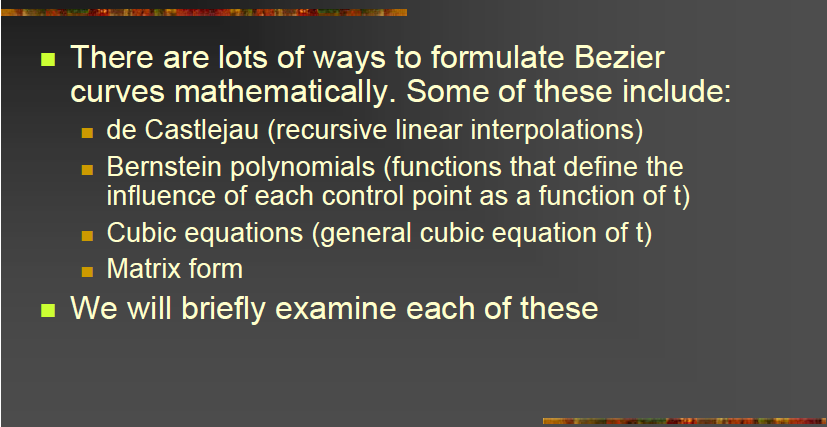 There are lots of ways to formulate Bezier
curves mathematically. Some of these include:
de Castlejau (recursive linear interpolations)
Bernstein polynomials (functions that define the
influence of each control point as a function of t)
Cubic equations (general cubic equation of t)
Matrix form
We will briefly examine each of these